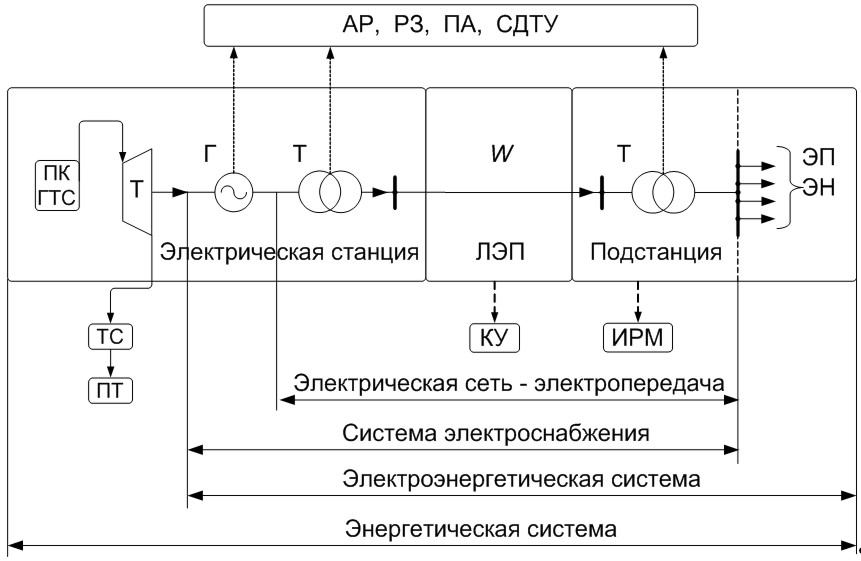 АР, РЗ, ПА, СДТУ
ПК
ГТС
Т
Г
Т
W
Т
ЭП
ЭН
Электрическая станция
ЛЭП
Подстанция
ТС
ПТ
КУ
ИРМ
Электрическая сеть - электропередача
Система электроснабжения
Электроэнергетическая система
Энергетическая система